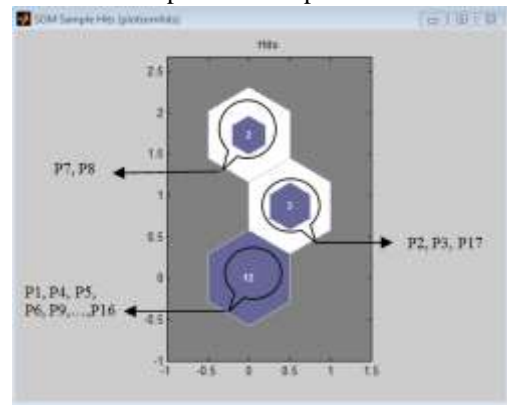 SOM Sample Hits (plotsomhits)
Hits
2.5
2
2
1.5
P7, P8
1
3
0.5
P2, P3, P17
0
12
P1, P4, P5,
P6, P9,...,P16
-0.5
-1
-1 -0.5 0 0.5 1 1.5